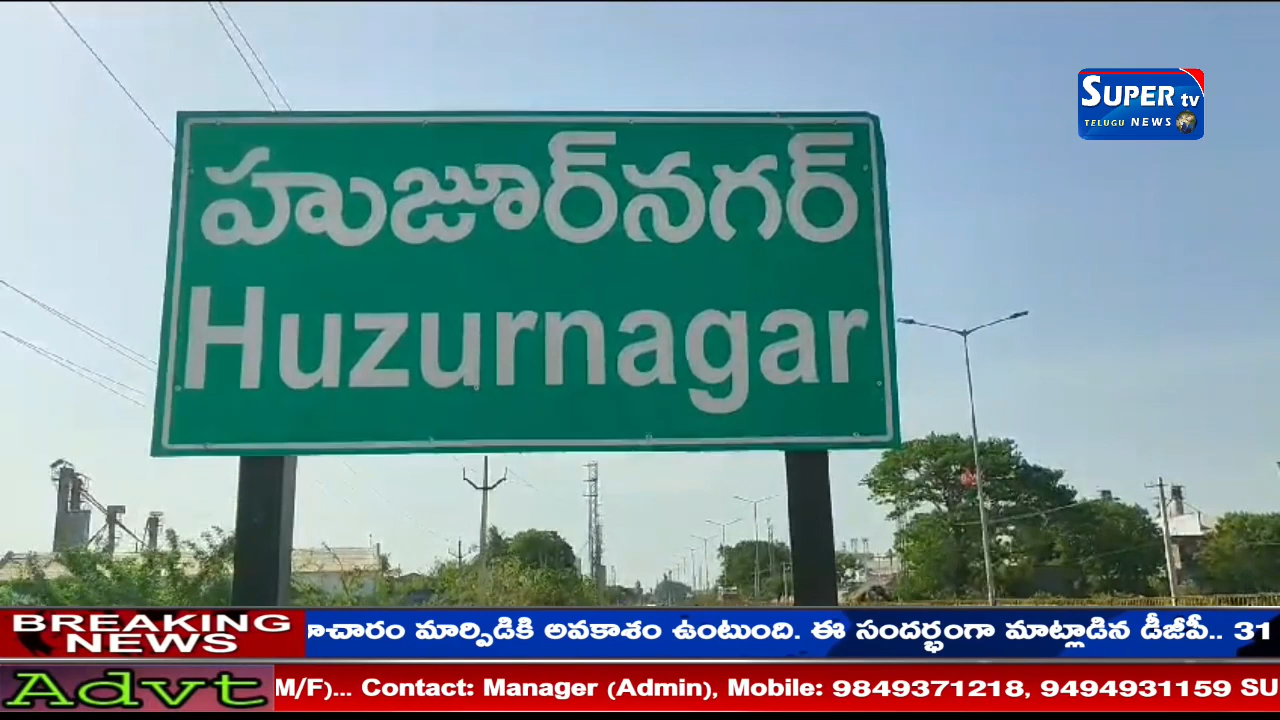 SUPER tv
TELUGU NEWS
హుజూర్‌నగర్
Huzurnagar
BREAKING NEWS
ాచారం మార్పిడికి అవకాశం ఉంటుంది. ఈ సందర్భంగా మాట్లాడిన డీజీపీ.. 31
Advt
M/F)... Contact: Manager (Admin), Mobile: 9849371218, 9494931159 SU